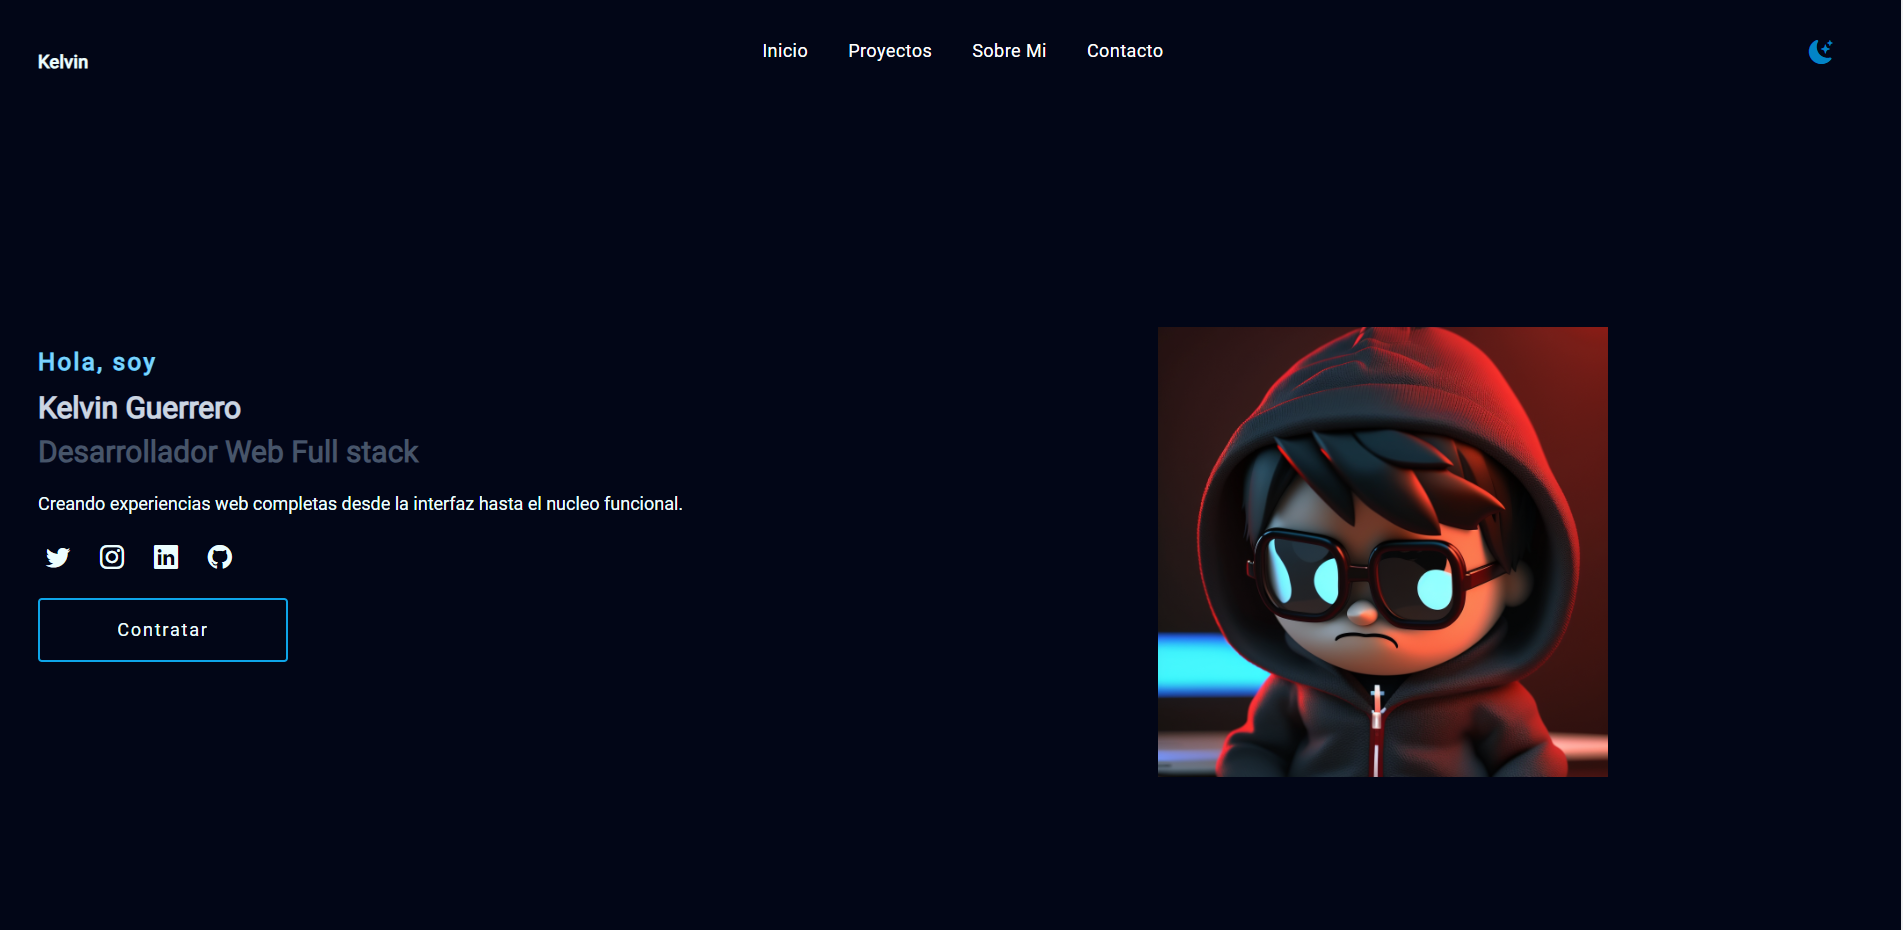 Kelvin
Inicio Proyectos Sobre Mi Contacto
Hola, soy
Kelvin Guerrero
Desarrollador Web Full stack
Creando experiencias web completas desde la interfaz hasta el nucleo funcional.
Contratar